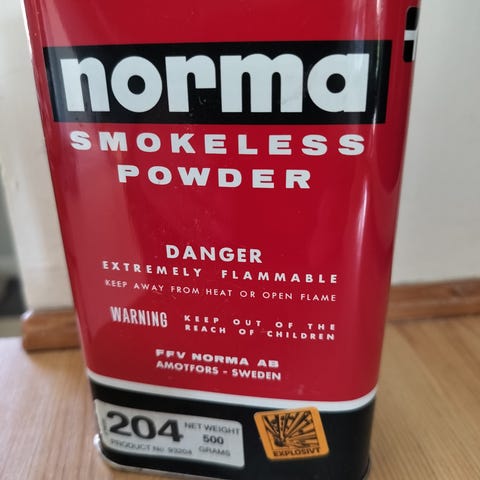 norma
SMOKELESS
POWDER
DANGER
EXTREMELY FLAMMABLE
KEEP AWAY FROM HEAT OR OPEN FLAME
WARNING KEEP OUT OF THE
REACH OF CHILDREN
FFV NORMA AB
AMOTFORS - SWEDEN
204 NET WEIGHT
500
GRAMS
PRODUCT No 93204
EXPLOSIVT